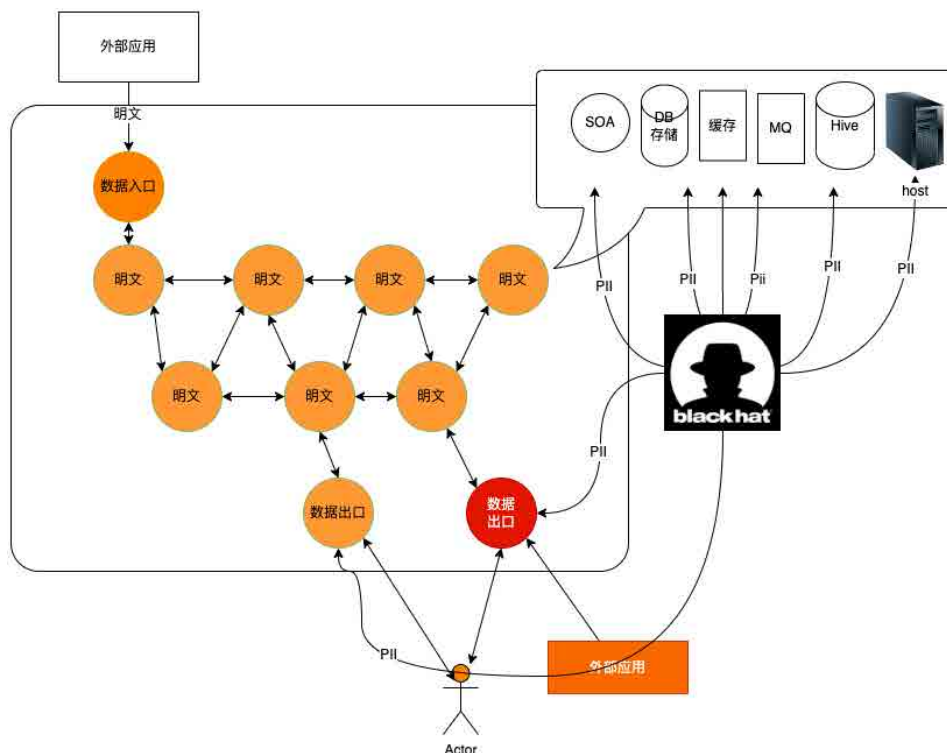 外部应用
明文
数据入口
SOA
DB
存储
缓存
MQ
Hive
host
明文
明文
明文
明文
PII
PII
Pii
PII
PII
明文
明文
明文
black hat
PII
数据出口
数据
出口
PII
外部应用
Actor